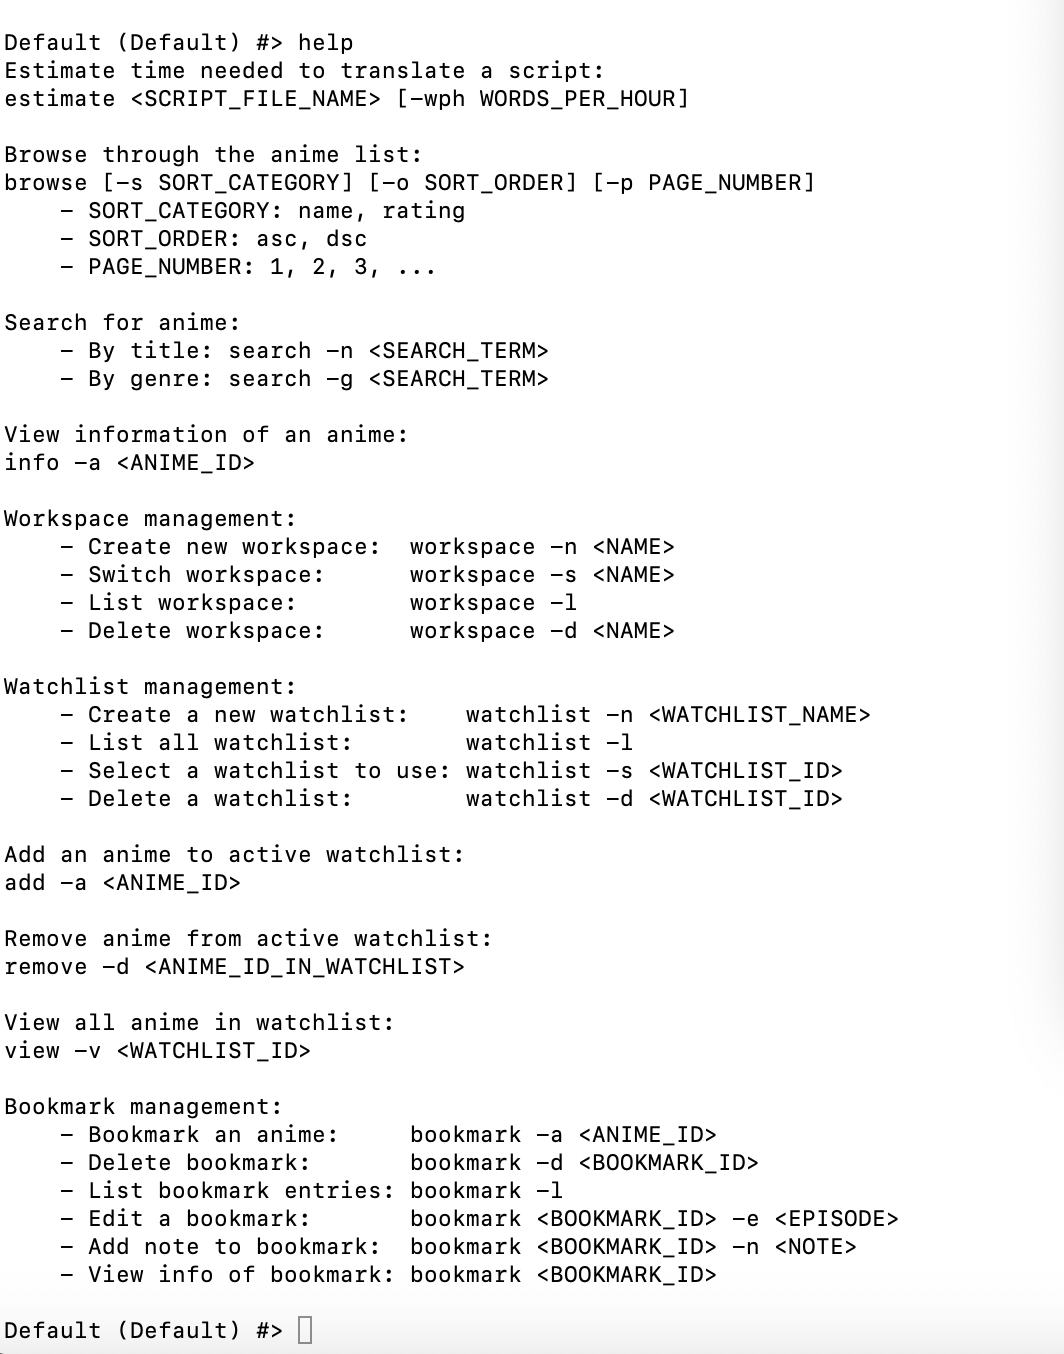 Default (Default) #> help
Estimate time needed to translate a script:
estimate <SCRIPT_FILE_NAME> [-wph WORDS_PER_HOUR]

Browse through the anime list:
browse [-s SORT_CATEGORY] [-o SORT_ORDER] [-p PAGE_NUMBER]
    - SORT_CATEGORY: name, rating
    - SORT_ORDER: asc, dsc
    - PAGE_NUMBER: 1, 2, 3, ...

Search for anime:
    - By title: search -n <SEARCH_TERM>
    - By genre: search -g <SEARCH_TERM>

View information of an anime:
info -a <ANIME_ID>

Workspace management:
    - Create new workspace:  workspace -n <NAME>
    - Switch workspace:      workspace -s <NAME>
    - List workspace:        workspace -l
    - Delete workspace:      workspace -d <NAME>

Watchlist management:
    - Create a new watchlist:    watchlist -n <WATCHLIST_NAME>
    - List all watchlist:        watchlist -l
    - Select a watchlist to use: watchlist -s <WATCHLIST_ID>
    - Delete a watchlist:        watchlist -d <WATCHLIST_ID>

Add an anime to active watchlist:
add -a <ANIME_ID>

Remove anime from active watchlist:
remove -d <ANIME_ID_IN_WATCHLIST>

View all anime in watchlist:
view -v <WATCHLIST_ID>

Bookmark management:
    - Bookmark an anime:     bookmark -a <ANIME_ID>
    - Delete bookmark:       bookmark -d <BOOKMARK_ID>
    - List bookmark entries: bookmark -l
    - Edit a bookmark:       bookmark <BOOKMARK_ID> -e <EPISODE>
    - Add note to bookmark:  bookmark <BOOKMARK_ID> -n <NOTE>
    - View info of bookmark: bookmark <BOOKMARK_ID>

Default (Default) #>